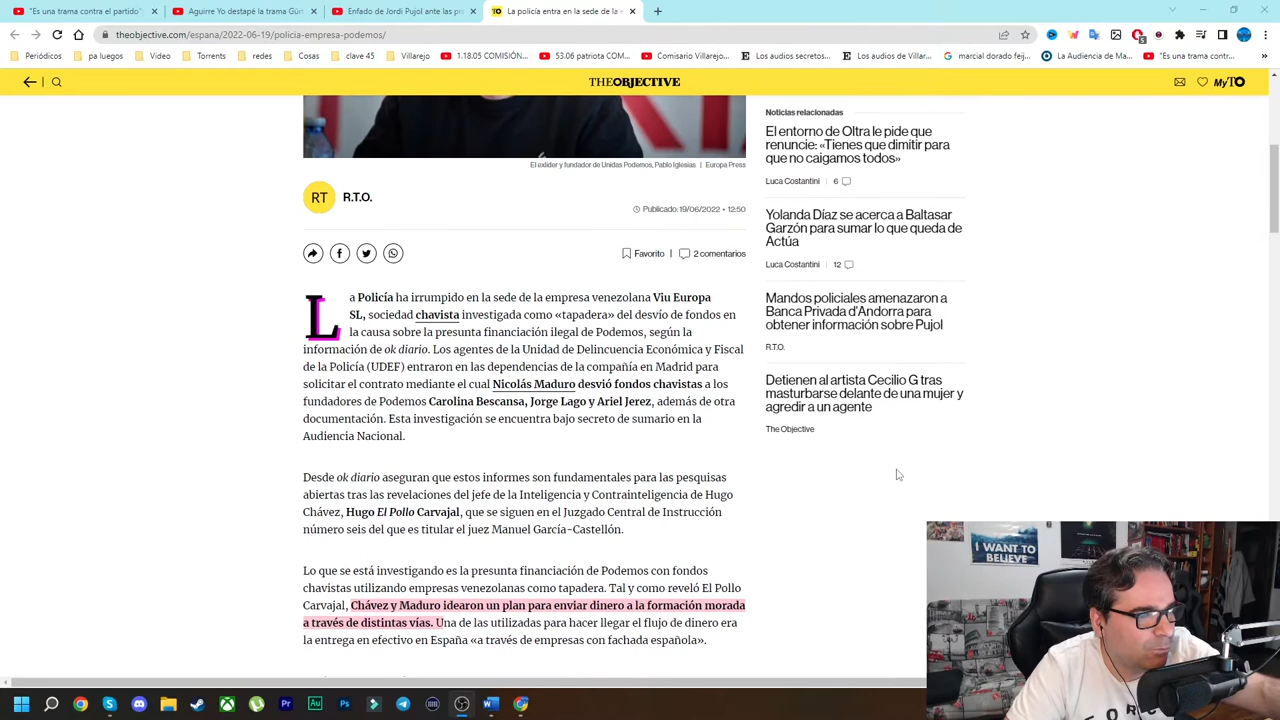 "Es una trama contra el partido"
Aguirre Yo destapé la trama Gür
Enfado de Jordi Pujol ante las pre
La policía entra en la sede de la e
theobjective.com/espana/2022-06-19/policia-empresa-podemos/
Periódicos
pa luegos
Video
Torrents
redes
Cosas
clave 45
Villarejo
1.18.05 COMISIÓN...
53.06 patriota COM...
Comisario Villarejo...
Los audios secretos...
Los audios de Villar...
marcial dorado feij...
La Audiencia de Ma...
"Es una trama contr...
THEOBJECTIVE
MyTO
El exlider y fundador de Unidas Podemos, Pablo Iglesias | Europa Press
RT
R.T.O.
Publicado: 19/06/2022 • 12:50
Favorito | 2 comentarios
La Policía ha irrumpido en la sede de la empresa venezolana Viu Europa
SL, sociedad chavista investigada como «tapadera» del desvío de fondos en
la causa sobre la presunta financiación ilegal de Podemos, según la
información de ok diario. Los agentes de la Unidad de Delincuencia Económica y Fiscal
de la Policía (UDEF) entraron en las dependencias de la compañía en Madrid para
solicitar el contrato mediante el cual Nicolás Maduro desvió fondos chavistas a los
fundadores de Podemos Carolina Bescansa, Jorge Lago y Ariel Jerez, además de otra
documentación. Esta investigación se encuentra bajo secreto de sumario en la
Audiencia Nacional.
Desde ok diario aseguran que estos informes son fundamentales para las pesquisas
abiertas tras las revelaciones del jefe de la Inteligencia y Contrainteligencia de Hugo
Chávez, Hugo El Pollo Carvajal, que se siguen en el Juzgado Central de Instrucción
número seis del que es titular el juez Manuel García-Castellón.
Lo que se está investigando es la presunta financiación de Podemos con fondos
chavistas utilizando empresas venezolanas como tapadera. Tal y como reveló El Pollo
Carvajal, Chávez y Maduro idearon un plan para enviar dinero a la formación morada
a través de distintas vías. Una de las utilizadas para hacer llegar el flujo de dinero era
la entrega en efectivo en España «a través de empresas con fachada española».
Noticias relacionadas
El entorno de Oltra le pide que
renuncie: «Tienes que dimitir para
que no caigamos todos»
Luca Costantini | 6
Yolanda Díaz se acerca a Baltasar
Garzón para sumar lo que queda de
Actúa
Luca Costantini | 12
Mandos policiales amenazaron a
Banca Privada d'Andorra para
obtener información sobre Pujol
R.T.O.
Detienen al artista Cecilio G tras
masturbarse delante de una mujer y
agredir a un agente
The Objective
I WANT TO
BELIEVE